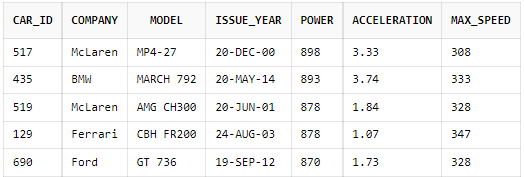 CAR_ID COMPANY MODEL ISSUE_YEAR POWER ACCELERATION MAX_SPEED
517 McLaren MP4-27 20-DEC-00 898 3.33 308
435 BMW MARCH 792 20-MAY-14 893 3.74 333
519 McLaren AMG CH300 20-JUN-01 878 1.84 328
129 Ferrari CBH FR200 24-AUG-03 878 1.07 347
690 Ford GT 736 19-SEP-12 870 1.73 328